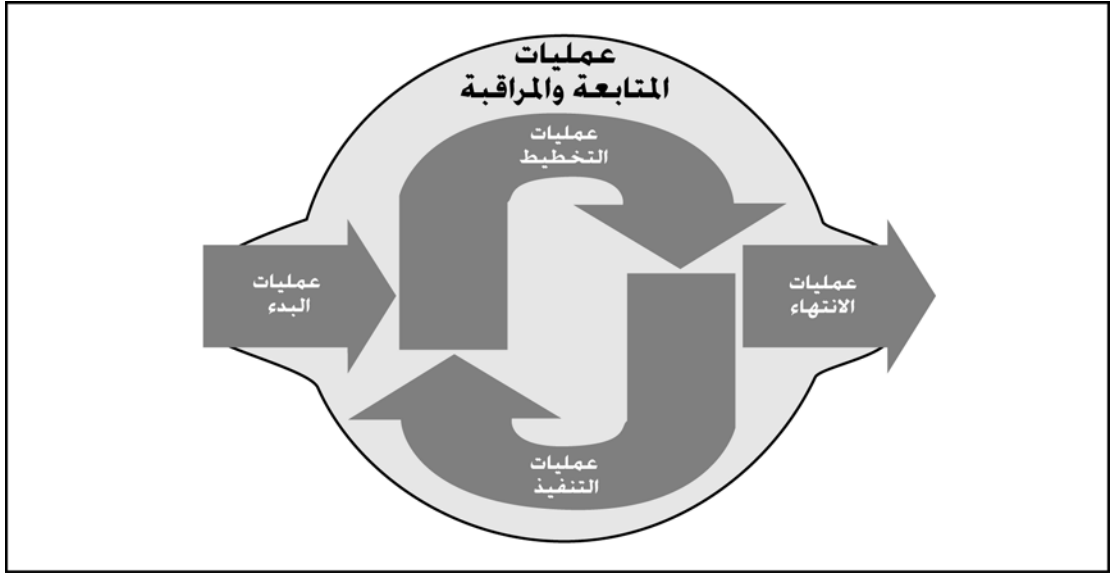 عمليات
المتابعة والمراقبة
عمليات
التخطيط
عمليات
البدء
عمليات
الانتهاء
عمليات
التنفيذ